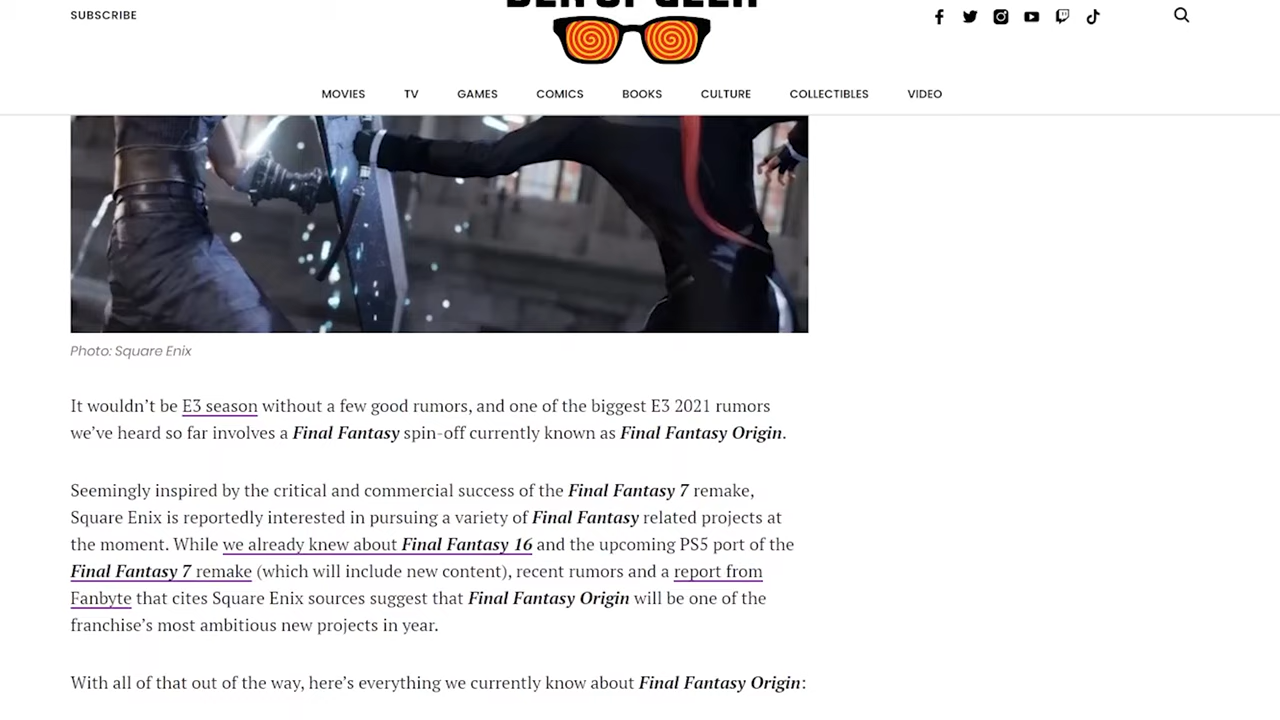 SUBSCRIBE
DEN OF GEEK
MOVIES TV GAMES COMICS BOOKS CULTURE COLLECTIBLES VIDEO
Photo: Square Enix
It wouldn’t be E3 season without a few good rumors, and one of the biggest E3 2021 rumors
we’ve heard so far involves a Final Fantasy spin-off currently known as Final Fantasy Origin.
Seemingly inspired by the critical and commercial success of the Final Fantasy 7 remake,
Square Enix is reportedly interested in pursuing a variety of Final Fantasy related projects at
the moment. While we already knew about Final Fantasy 16 and the upcoming PS5 port of the
Final Fantasy 7 remake (which will include new content), recent rumors and a report from
Fanbyte that cites Square Enix sources suggest that Final Fantasy Origin will be one of the
franchise’s most ambitious new projects in year.
With all of that out of the way, here’s everything we currently know about Final Fantasy Origin: